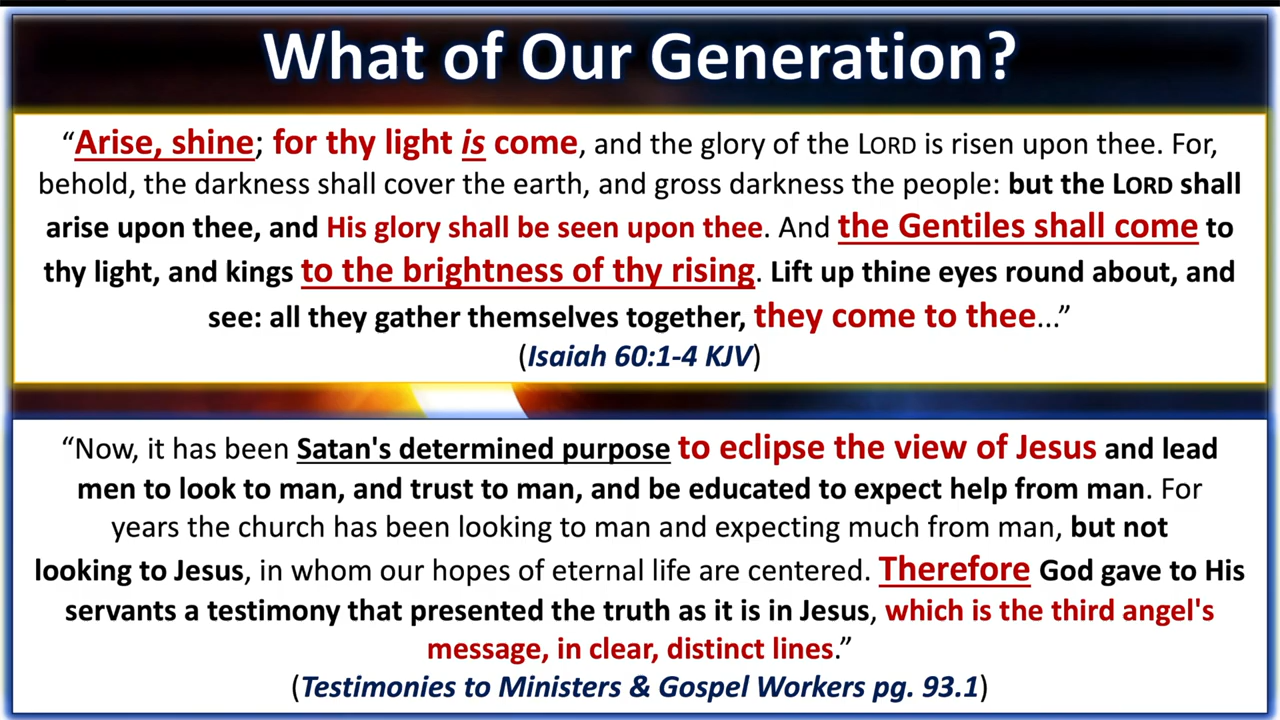 What of Our Generation?
“Arise, shine; for thy light is come, and the glory of the LORD is risen upon thee. For,
behold, the darkness shall cover the earth, and gross darkness the people: but the LORD shall
arise upon thee, and His glory shall be seen upon thee. And the Gentiles shall come to
thy light, and kings to the brightness of thy rising. Lift up thine eyes round about, and
see: all they gather themselves together, they come to thee...”
(Isaiah 60:1-4 KJV)
“Now, it has been Satan's determined purpose to eclipse the view of Jesus and lead
men to look to man, and trust to man, and be educated to expect help from man. For
years the church has been looking to man and expecting much from man, but not
looking to Jesus, in whom our hopes of eternal life are centered. Therefore God gave to His
servants a testimony that presented the truth as it is in Jesus, which is the third angel's
message, in clear, distinct lines.”
(Testimonies to Ministers & Gospel Workers pg. 93.1)